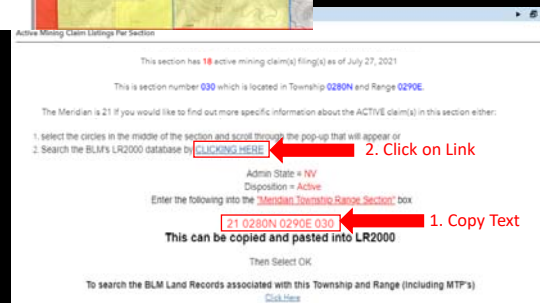 Active Mining Claim Listings Per Section
This section has 18 active mining claim(s) filing(s) as of July 27, 2021
This is section number 030 which is located in Township 0280N and Range 0290E.
The Meridian is 21 If you would like to find out more specific information about the ACTIVE claim(s) in this section either:
1. select the circles in the middle of the section and scroll through the pop-up that will appear or
2. Search the BLM's LR2000 database by CLICKING HERE
2. Click on Link
Admin State = NV
Disposition = Active
Enter the following into the "Meridian Township Range Section" box
21 0280N 0290E 030
1. Copy Text
This can be copied and pasted into LR2000
Then Select OK
To search the BLM Land Records associated with this Township and Range (Including MTP's)
Click Here